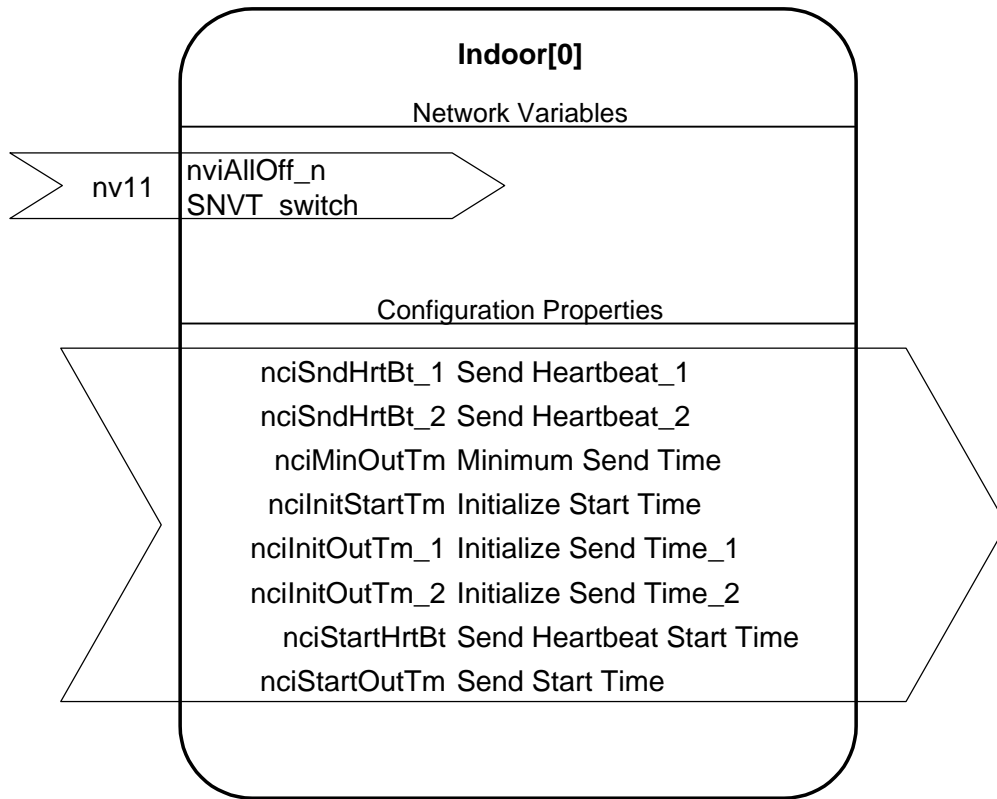 Indoor[0]
Network Variables
nv11
nviAllOff_n
SNVT_switch
Configuration Properties
nciSndHrtBt_1 Send Heartbeat_1
nciSndHrtBt_2 Send Heartbeat_2
nciMinOutTm Minimum Send Time
nciInitStartTm Initialize Start Time
nciInitOutTm_1 Initialize Send Time_1
nciInitOutTm_2 Initialize Send Time_2
nciStartHrtBt Send Heartbeat Start Time
nciStartOutTm Send Start Time